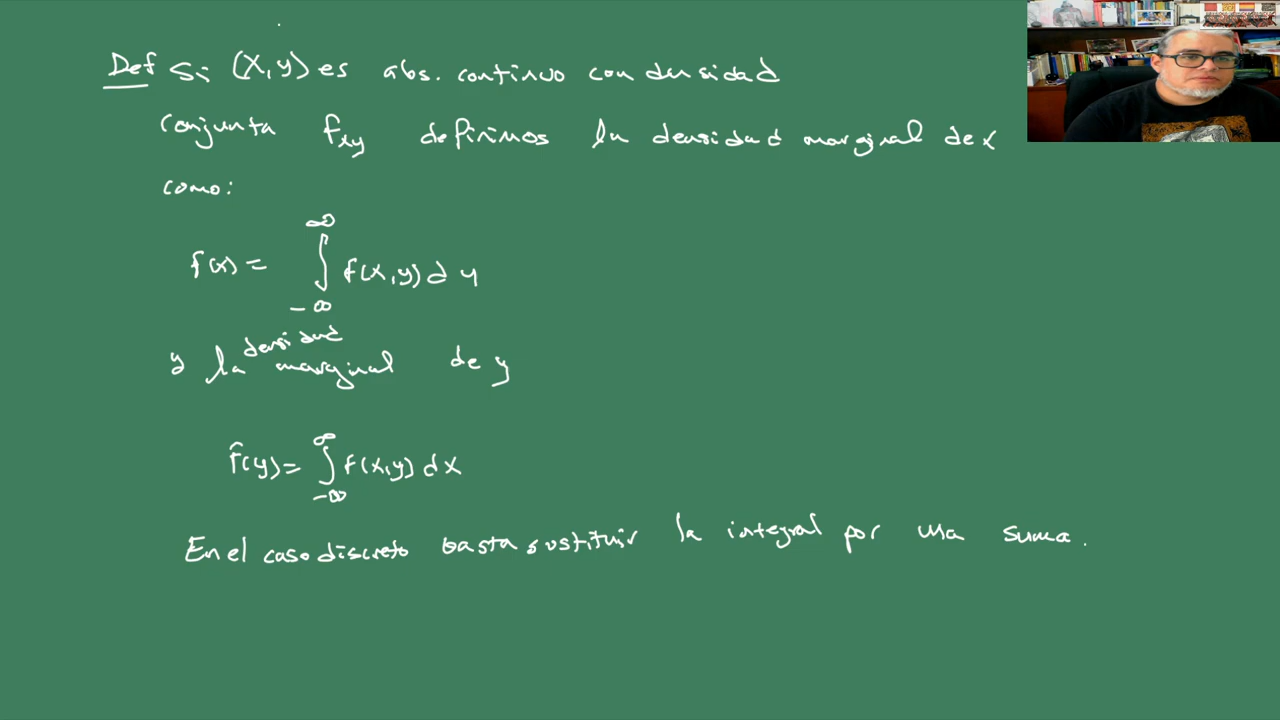 Def Si (X,y) es abs. continuo con densidad
conjunta fxy definimos la densidad marginal de x
como:
f(x) = ∫_{-∞}^{∞} f(x,y) dy
y la densidad marginal de y
f(y) = ∫_{-∞}^{∞} f(x,y) dx
En el caso discreto basta sustituir la integral por una suma.